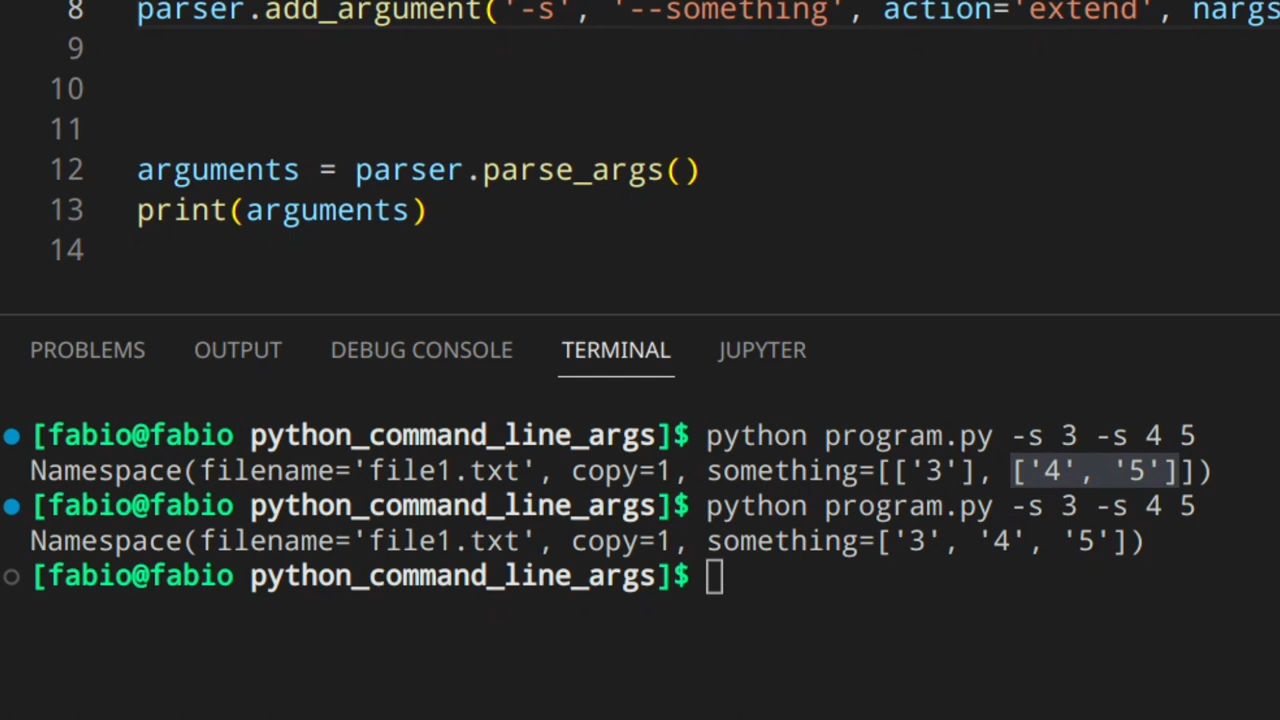 8 parser.add_argument('-s', '--something', action='extend', nargs
9
10
11
12 arguments = parser.parse_args()
13 print(arguments)
14
PROBLEMS OUTPUT DEBUG CONSOLE TERMINAL JUPYTER
[fabio@fabio python_command_line_args]$ python program.py -s 3 -s 4 5
Namespace(filename='file1.txt', copy=1, something=[['3'], ['4', '5']])
[fabio@fabio python_command_line_args]$ python program.py -s 3 -s 4 5
Namespace(filename='file1.txt', copy=1, something=['3', '4', '5'])
[fabio@fabio python_command_line_args]$